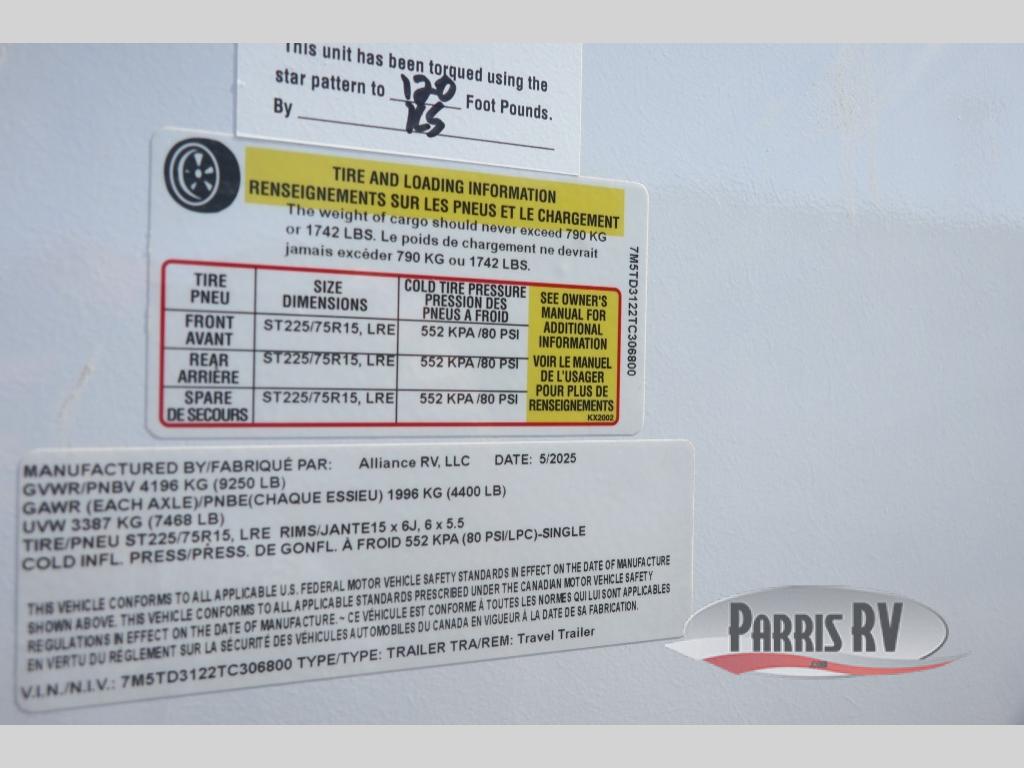 This unit has been torqued using the
star pattern to 120 Foot Pounds.
By KS
TIRE AND LOADING INFORMATION
RENSEIGNEMENTS SUR LES PNEUS ET LE CHARGEMENT
The weight of cargo should never exceed 790 KG
or 1742 LBS. Le poids de chargement ne devrait
jamais excéder 790 KG ou 1742 LBS.
TIRE
PNEU
SIZE
DIMENSIONS
COLD TIRE PRESSURE
PRESSION DES
PNEUS A FROID
FRONT
AVANT
ST225/75R15, LRE
552 KPA /80 PSI
REAR
ARRIÈRE
ST225/75R15, LRE
552 KPA /80 PSI
SPARE
DE SECOURS
ST225/75R15, LRE
552 KPA /80 PSI
SEE OWNER'S
MANUAL FOR
ADDITIONAL
INFORMATION
VOIR LE MANUEL
DE L'USAGER
POUR PLUS DE
RENSEIGNEMENTS
KX2002
7M5TD3122TC306800
MANUFACTURED BY/FABRIQUÉ PAR: Alliance RV, LLC DATE: 5/2025
GVWR/PNBV 4196 KG (9250 LB)
GAWR (EACH AXLE)/PNBE(CHAQUE ESSIEU) 1996 KG (4400 LB)
UVW 3387 KG (7468 LB)
TIRE/PNEU ST225/75R15, LRE RIMS/JANTE15 x 6J, 6 x 5.5
COLD INFL. PRESS/PRESS. DE GONFL. À FROID 552 KPA (80 PSI/LPC)-SINGLE
THIS VEHICLE CONFORMS TO ALL APPLICABLE U.S. FEDERAL MOTOR VEHICLE SAFETY STANDARDS IN EFFECT ON THE DATE OF MANUFACTURE
SHOWN ABOVE. THIS VEHICLE CONFORMS TO ALL APPLICABLE STANDARDS PRESCRIBED UNDER THE CANADIAN MOTOR VEHICLE SAFETY
REGULATIONS IN EFFECT ON THE DATE OF MANUFACTURE. ~ CE VÉHICULE EST CONFORME À TOUTES LES NORMES QUI LUI SONT APPLICABLES
EN VERTU DU RÈGLEMENT SUR LA SÉCURITÉ DES VÉHICULES AUTOMOBILES DU CANADA EN VIGUEUR À LA DATE DE SA FABRICATION.
V.I.N./N.I.V.: 7M5TD3122TC306800 TYPE/TYPE: TRAILER TRA/REM: Travel Trailer
PARRIS RV
.com